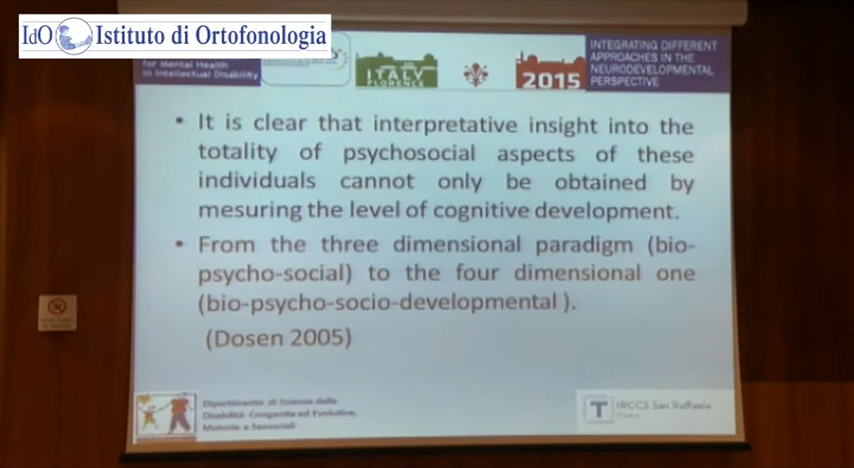 IdO Istituto di Ortofonologia
for Mental Health
in Intellectual Disability
ITALY
FLORENCE
2015
INTEGRATING DIFFERENT
APPROACHES IN THE
NEURODEVELOPMENTAL
PERSPECTIVE
• It is clear that interpretative insight into the
totality of psychosocial aspects of these
individuals cannot only be obtained by
mesuring the level of cognitive development.
• From the three dimensional paradigm (bio-
psycho-social) to the four dimensional one
(bio-psycho-socio-developmental ).
(Dosen 2005)
Dipartimento di Scienze delle
Disabilità Congenite ed Evolutive,
Motorie e Sensoriali
T IRCCS San Raffaele